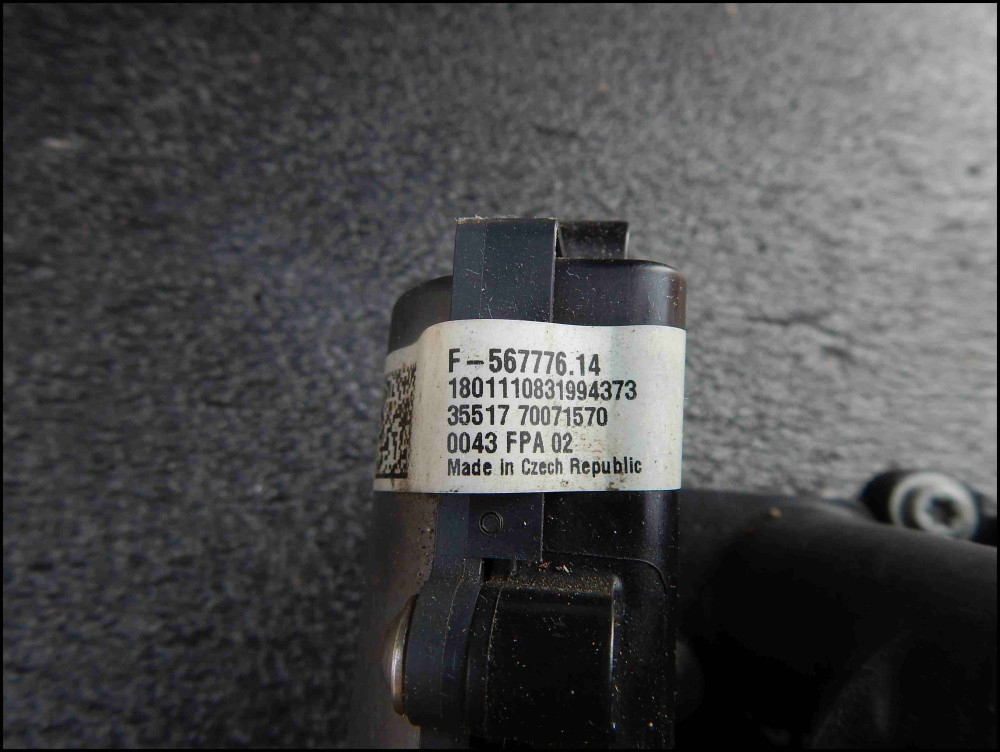 F-567776.14
1801110831994373
35517 70071570
0043 FPA 02
Made in Czech Republic